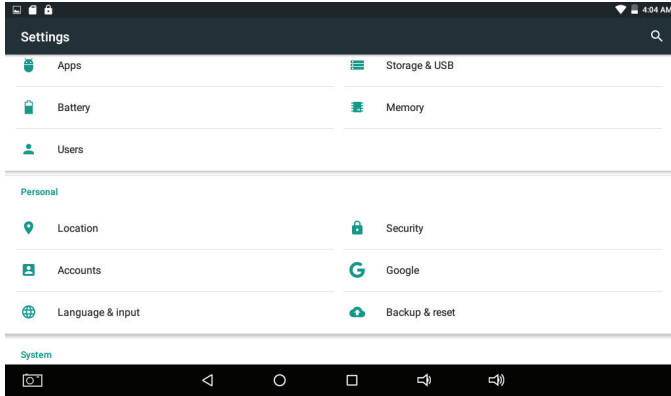 4:04 AM
Settings
Apps
Storage & USB
Battery
Memory
Users
Personal
Location
Security
Accounts
Google
Language & input
Backup & reset
System